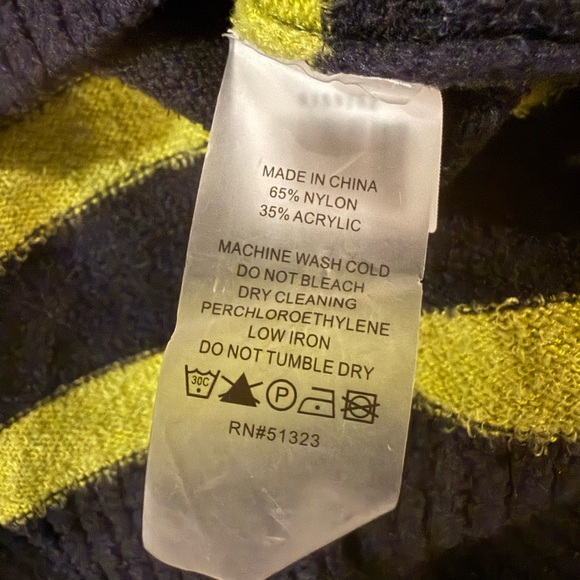 MADE IN CHINA
65% NYLON
35% ACRYLIC
MACHINE WASH COLD
DO NOT BLEACH
DRY CLEANING
PERCHLOROETHYLENE
LOW IRON
DO NOT TUMBLE DRY
30C P
RN#51323